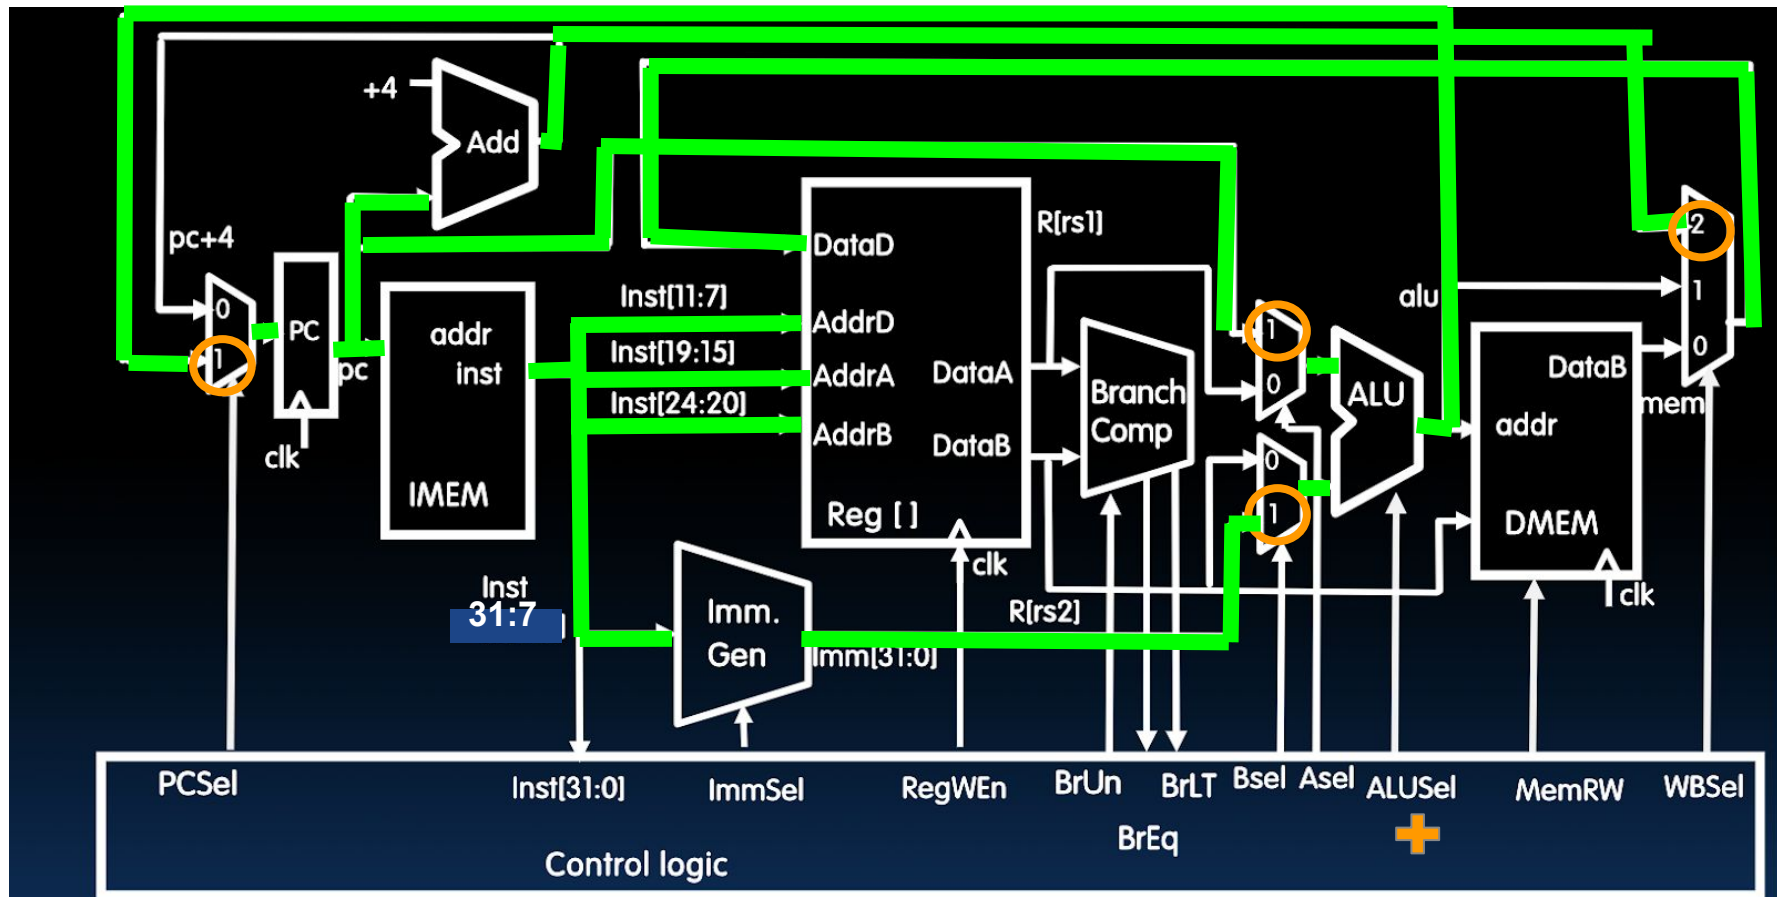 +4
Add
pc+4
0
1
PC
pc
clk
addr
inst
IMEM
Inst[11:7]
Inst[19:15]
Inst[24:20]
DataD
AddrD
AddrA
AddrB
DataA
DataB
Reg [ ]
clk
R[rs1]
R[rs2]
Branch
Comp
1
0
0
1
ALU
alu
addr
DataB
DMEM
clk
mem
2
1
0
Inst
31:7
Imm.
Gen
Imm[31:0]
PCSel
Inst[31:0]
ImmSel
RegWEn
BrUn
BrEq
BrLT
Bsel
Asel
ALUSel
MemRW
WBSel
Control logic